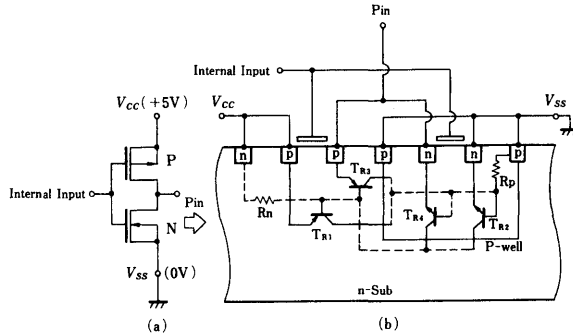 Pin
Internal Input
Vcc(+5V)
Vcc
Vss
P
n
p
p
n
n
p
Internal Input
Pin
N
Rn
TR3
Rp
TR1
TR4
TR2
P-well
Vss (0V)
n-Sub
(a)
(b)